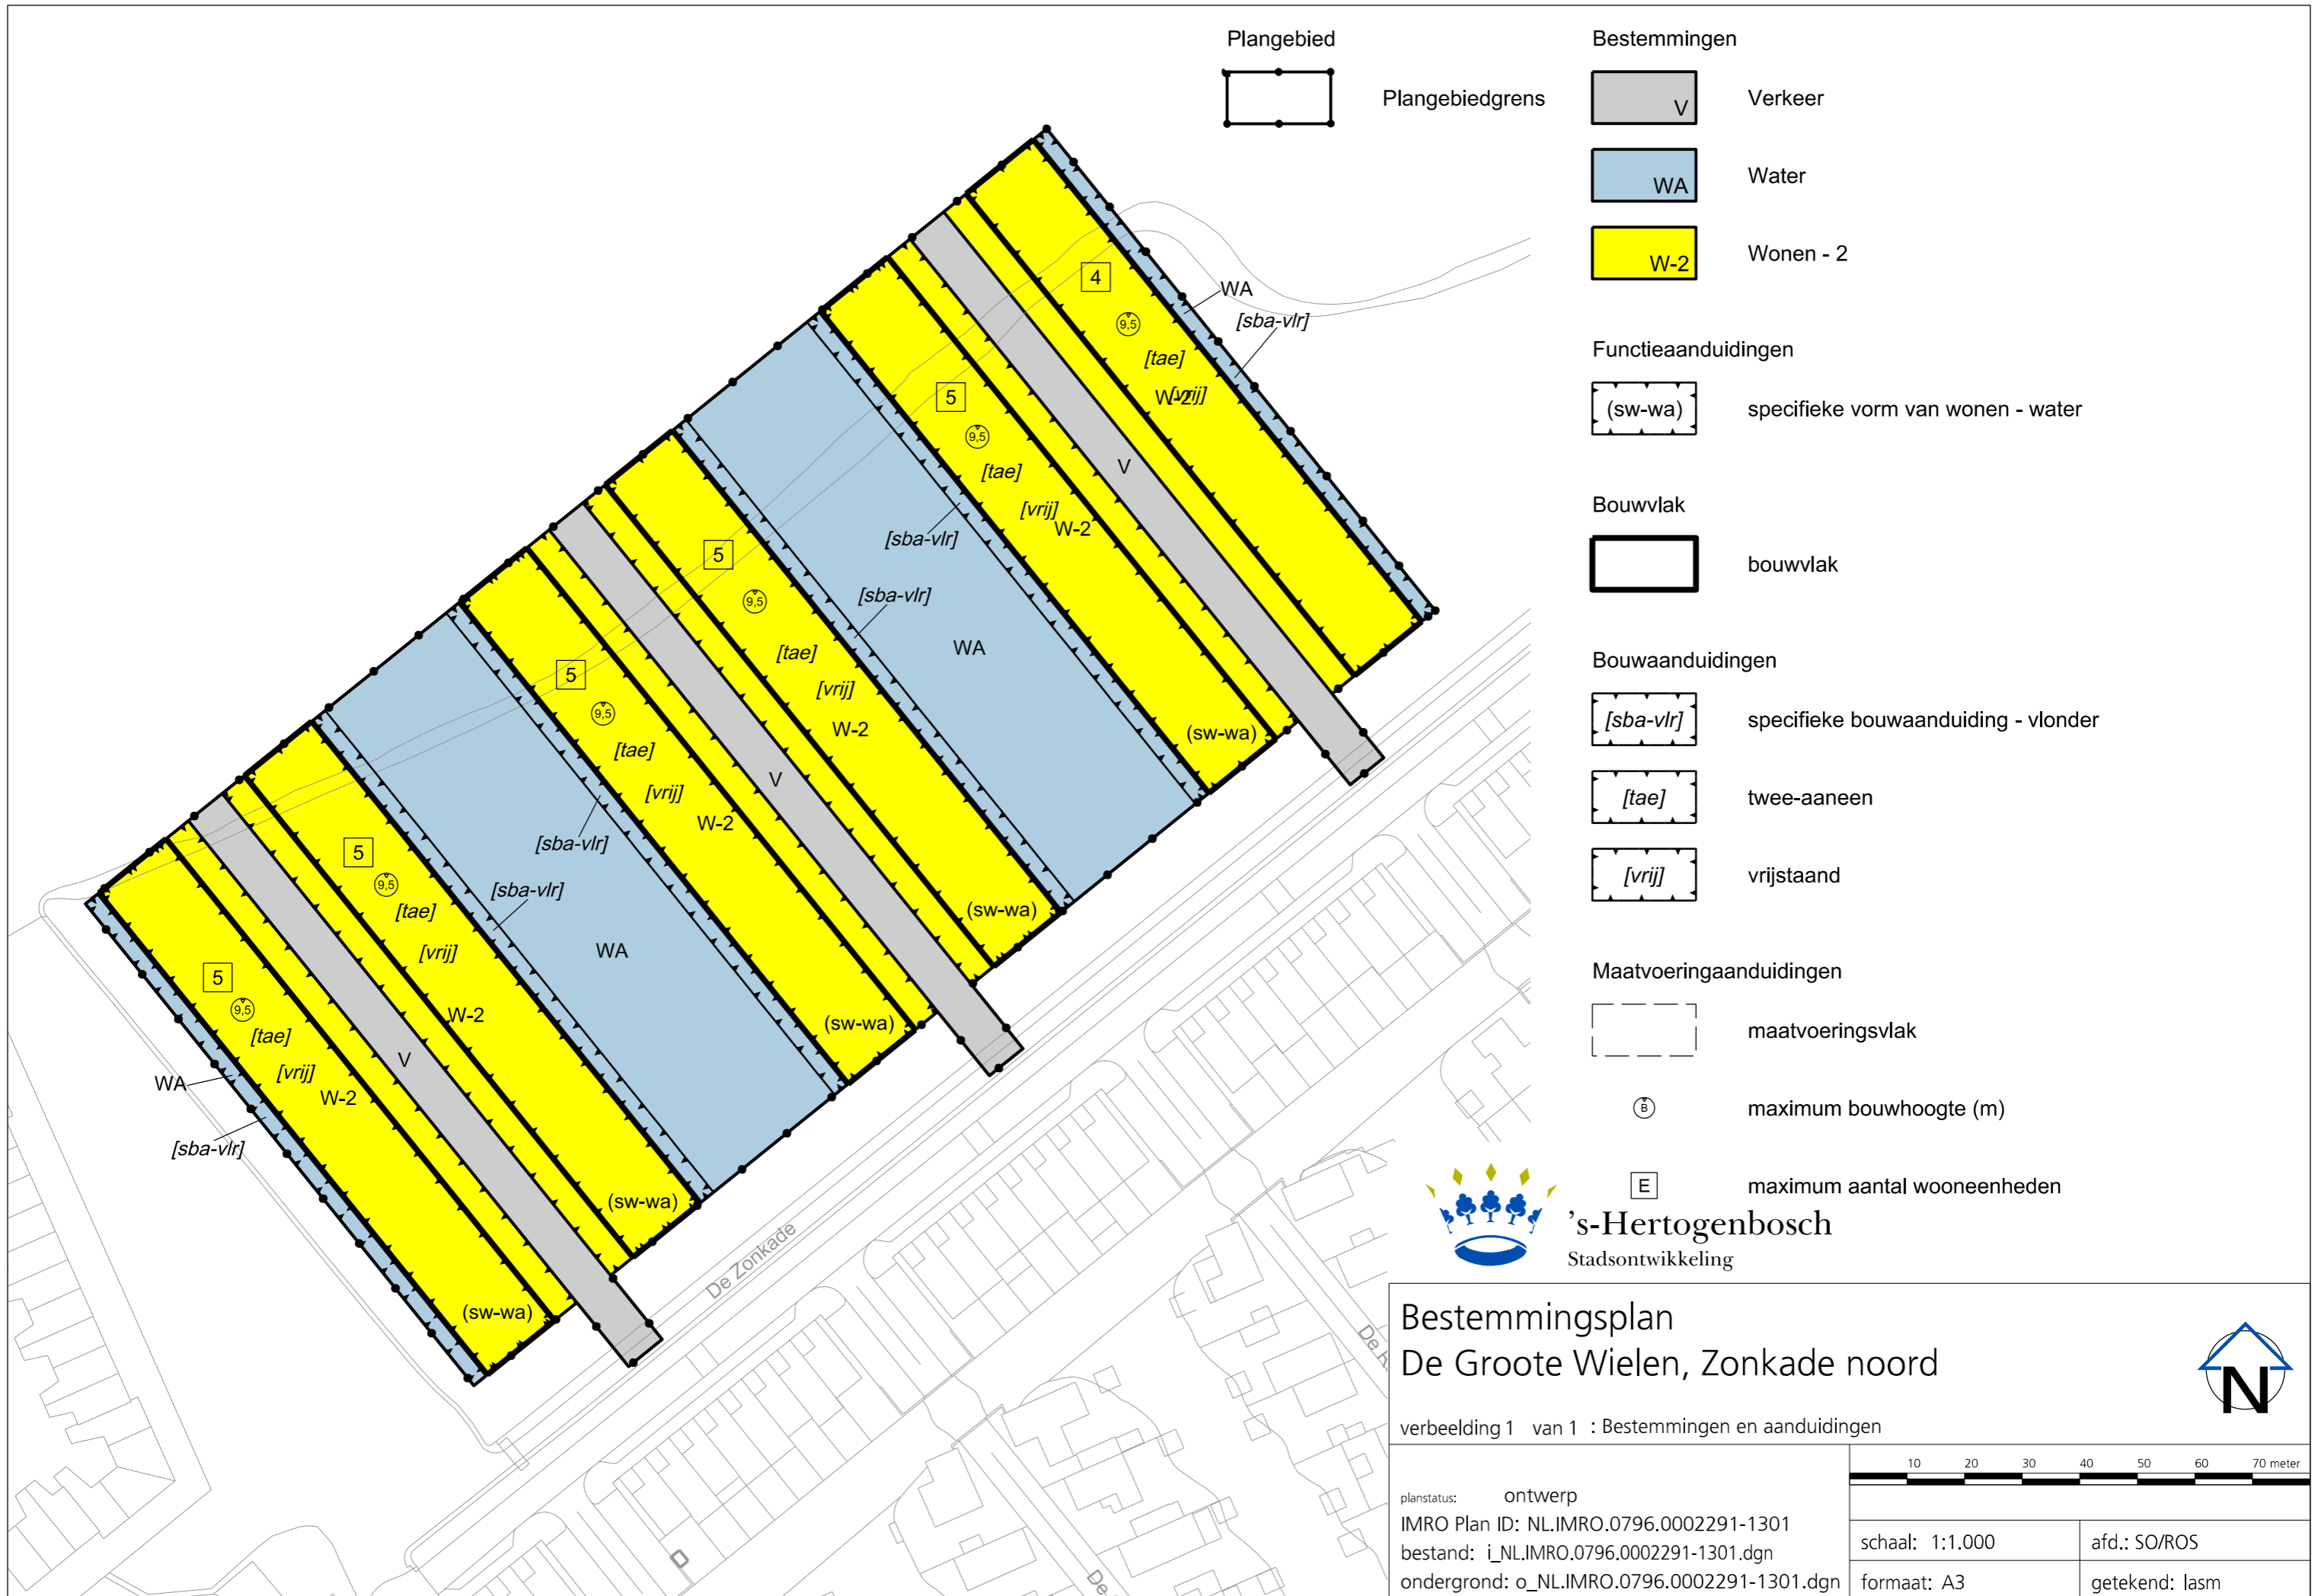 Plangebied
Plangebiedgrens
Bestemmingen
V
Verkeer
WA
Water
W-2
Wonen - 2
Functieaanduidingen
(sw-wa)
specifieke vorm van wonen - water
Bouwvlak
bouwvlak
Bouwaanduidingen
[sba-vlr]
specifieke bouwaanduiding - vlonder
[tae]
twee-aaneen
[vrij]
vrijstaand
Maatvoeringaanduidingen
maatvoeringsvlak
B
maximum bouwhoogte (m)
E
maximum aantal wooneenheden
4
9,5
[tae]
W-2
[vrij]
WA
[sba-vlr]
V
5
9,5
[tae]
[vrij]
W-2
(sw-wa)
[sba-vlr]
[sba-vlr]
WA
5
9,5
[tae]
[vrij]
W-2
(sw-wa)
V
5
9,5
[tae]
[vrij]
W-2
(sw-wa)
[sba-vlr]
[sba-vlr]
WA
5
9,5
[tae]
[vrij]
W-2
(sw-wa)
V
5
9,5
[tae]
[vrij]
W-2
(sw-wa)
WA
[sba-vlr]
De Zonkade
De
De
D
's-Hertogenbosch
Stadsontwikkeling
Bestemmingsplan
De Groote Wielen, Zonkade noord
verbeelding 1 van 1 : Bestemmingen en aanduidingen
N
planstatus: ontwerp
IMRO Plan ID: NL.IMRO.0796.0002291-1301
bestand: i_NL.IMRO.0796.0002291-1301.dgn
ondergrond: o_NL.IMRO.0796.0002291-1301.dgn
10 20 30 40 50 60 70 meter
schaal: 1:1.000
afd.: SO/ROS
formaat: A3
getekend: lasm